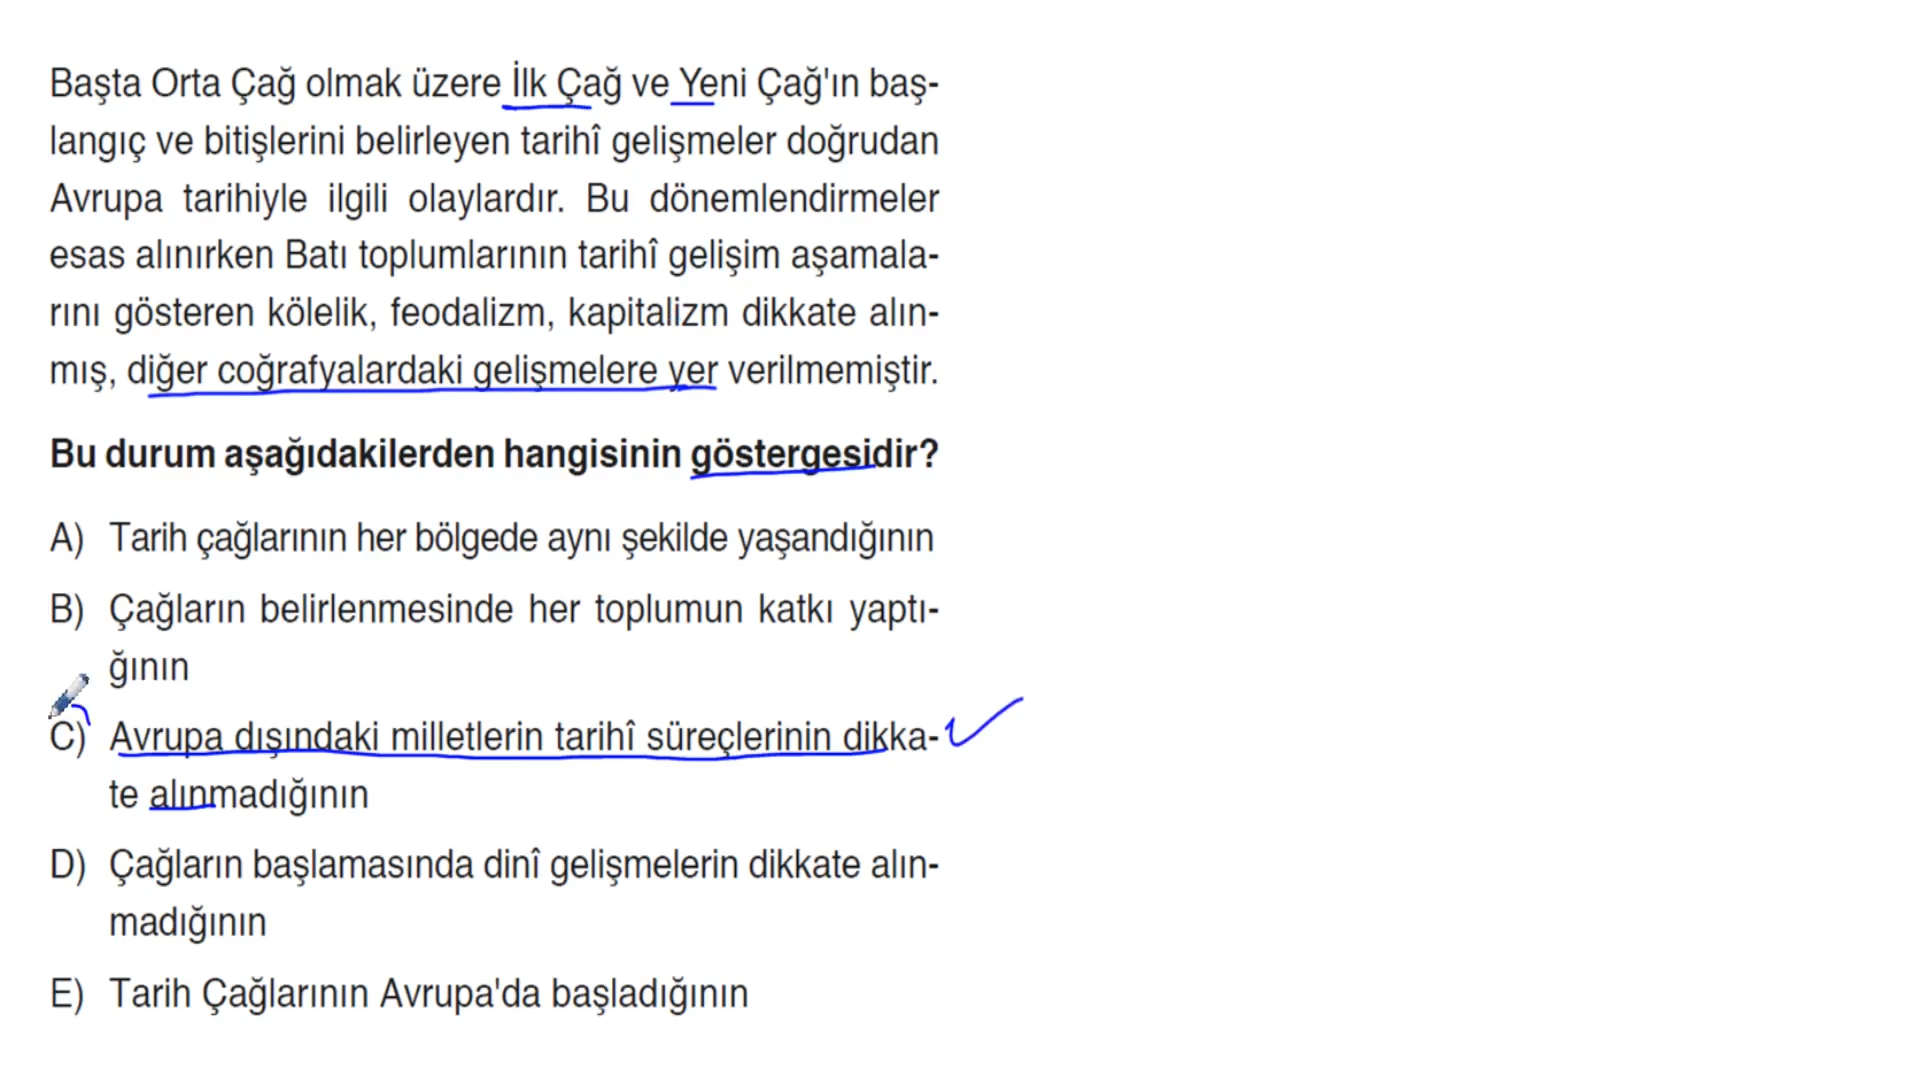 Başta Orta Çağ olmak üzere İlk Çağ ve Yeni Çağ'ın baş-
langıç ve bitişlerini belirleyen tarihî gelişmeler doğrudan
Avrupa tarihiyle ilgili olaylardır. Bu dönemlendirmeler
esas alınırken Batı toplumlarının tarihî gelişim aşamala-
rını gösteren kölelik, feodalizm, kapitalizm dikkate alın-
mış, diğer coğrafyalardaki gelişmelere yer verilmemiştir.
Bu durum aşağıdakilerden hangisinin göstergesidir?
A) Tarih çağlarının her bölgede aynı şekilde yaşandığının
B) Çağların belirlenmesinde her toplumun katkı yaptı-
ğının
C) Avrupa dışındaki milletlerin tarihî süreçlerinin dikka-
te alınmadığının
D) Çağların başlamasında dinî gelişmelerin dikkate alın-
madığının
E) Tarih Çağlarının Avrupa'da başladığının